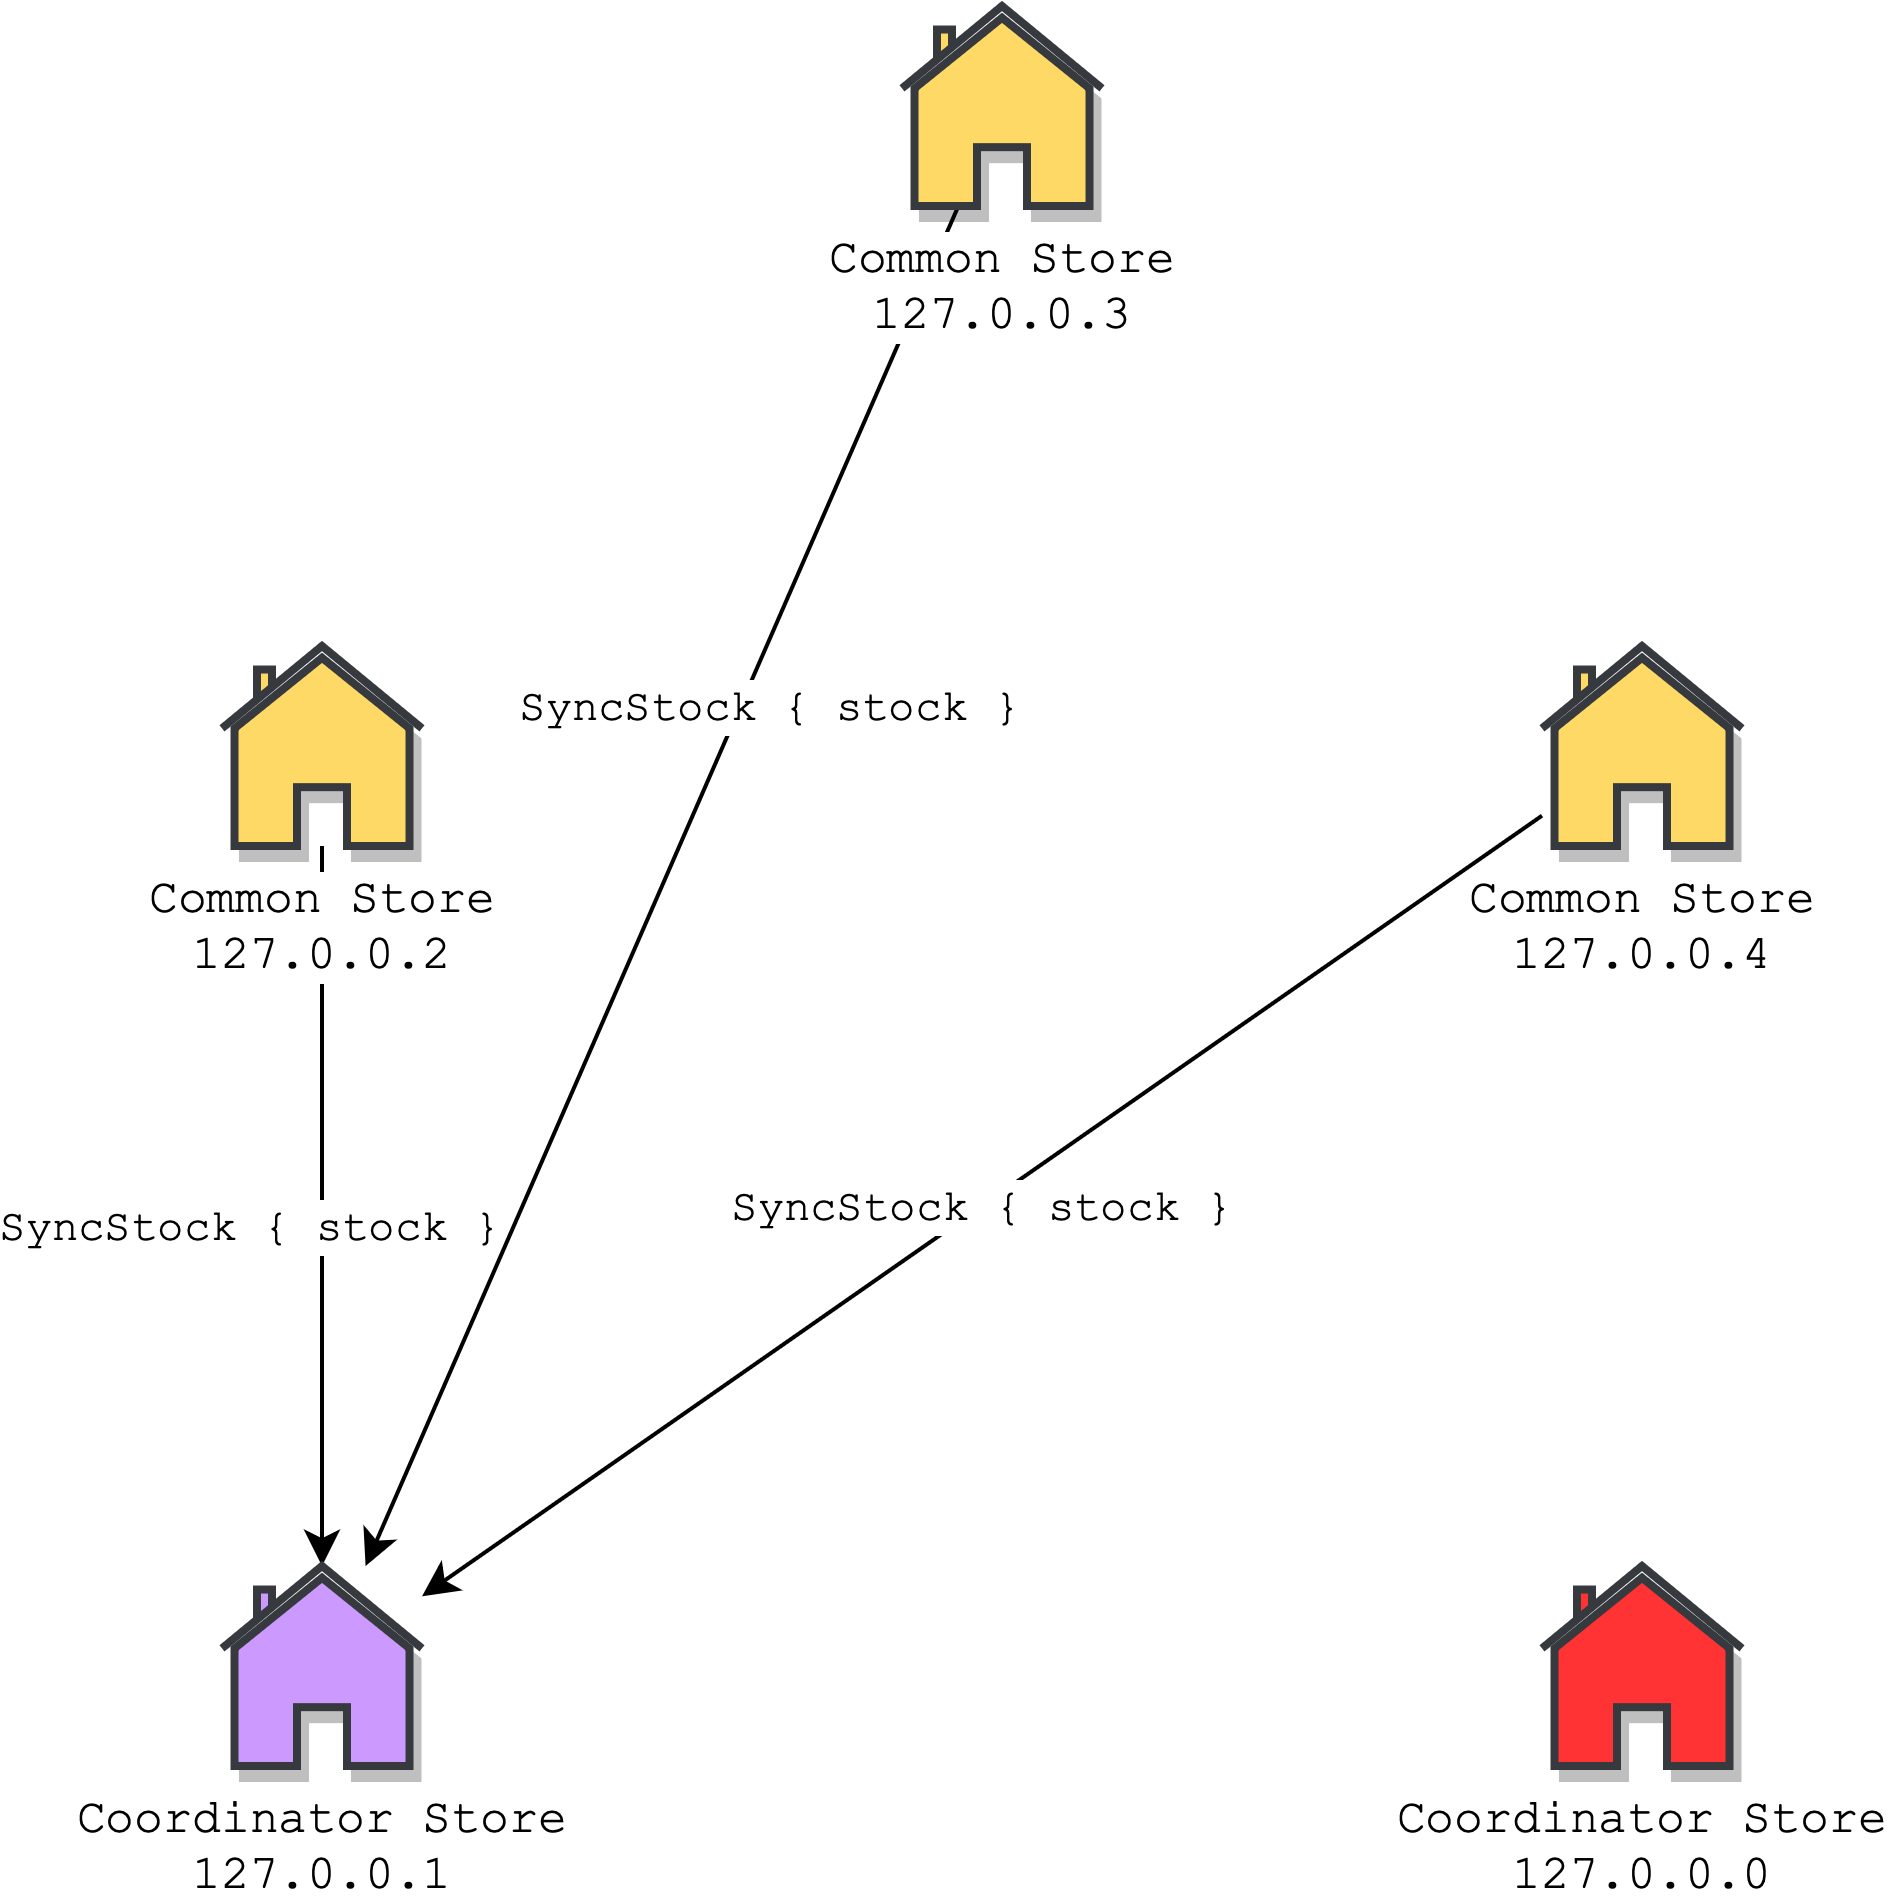 Common Store
127.0.0.3
SyncStock { stock }
Common Store
127.0.0.2
Common Store
127.0.0.4
SyncStock { stock }
SyncStock { stock }
Coordinator Store
127.0.0.1
Coordinator Store
127.0.0.0